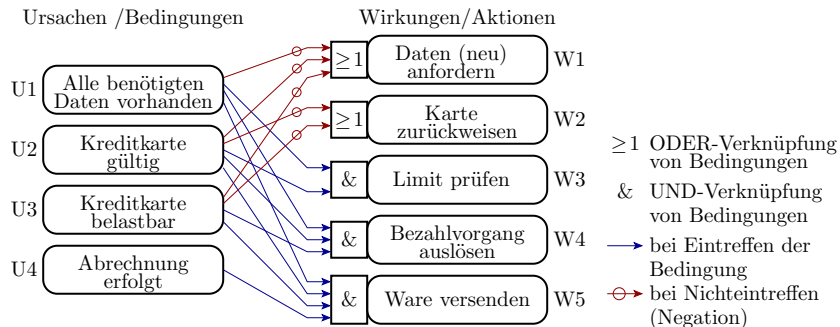 Ursachen /Bedingungen
Wirkungen/Aktionen
U1
Alle benötigten
Daten vorhanden
U2
Kreditkarte
gültig
U3
Kreditkarte
belastbar
U4
Abrechnung
erfolgt
≥1
Daten (neu)
anfordern
W1
≥1
Karte
zurückweisen
W2
&
Limit prüfen
W3
&
Bezahlvorgang
auslösen
W4
&
Ware versenden
W5
≥1 ODER-Verknüpfung
von Bedingungen
& UND-Verknüpfung
von Bedingungen
bei Eintreffen der
Bedingung
bei Nichteintreffen
(Negation)